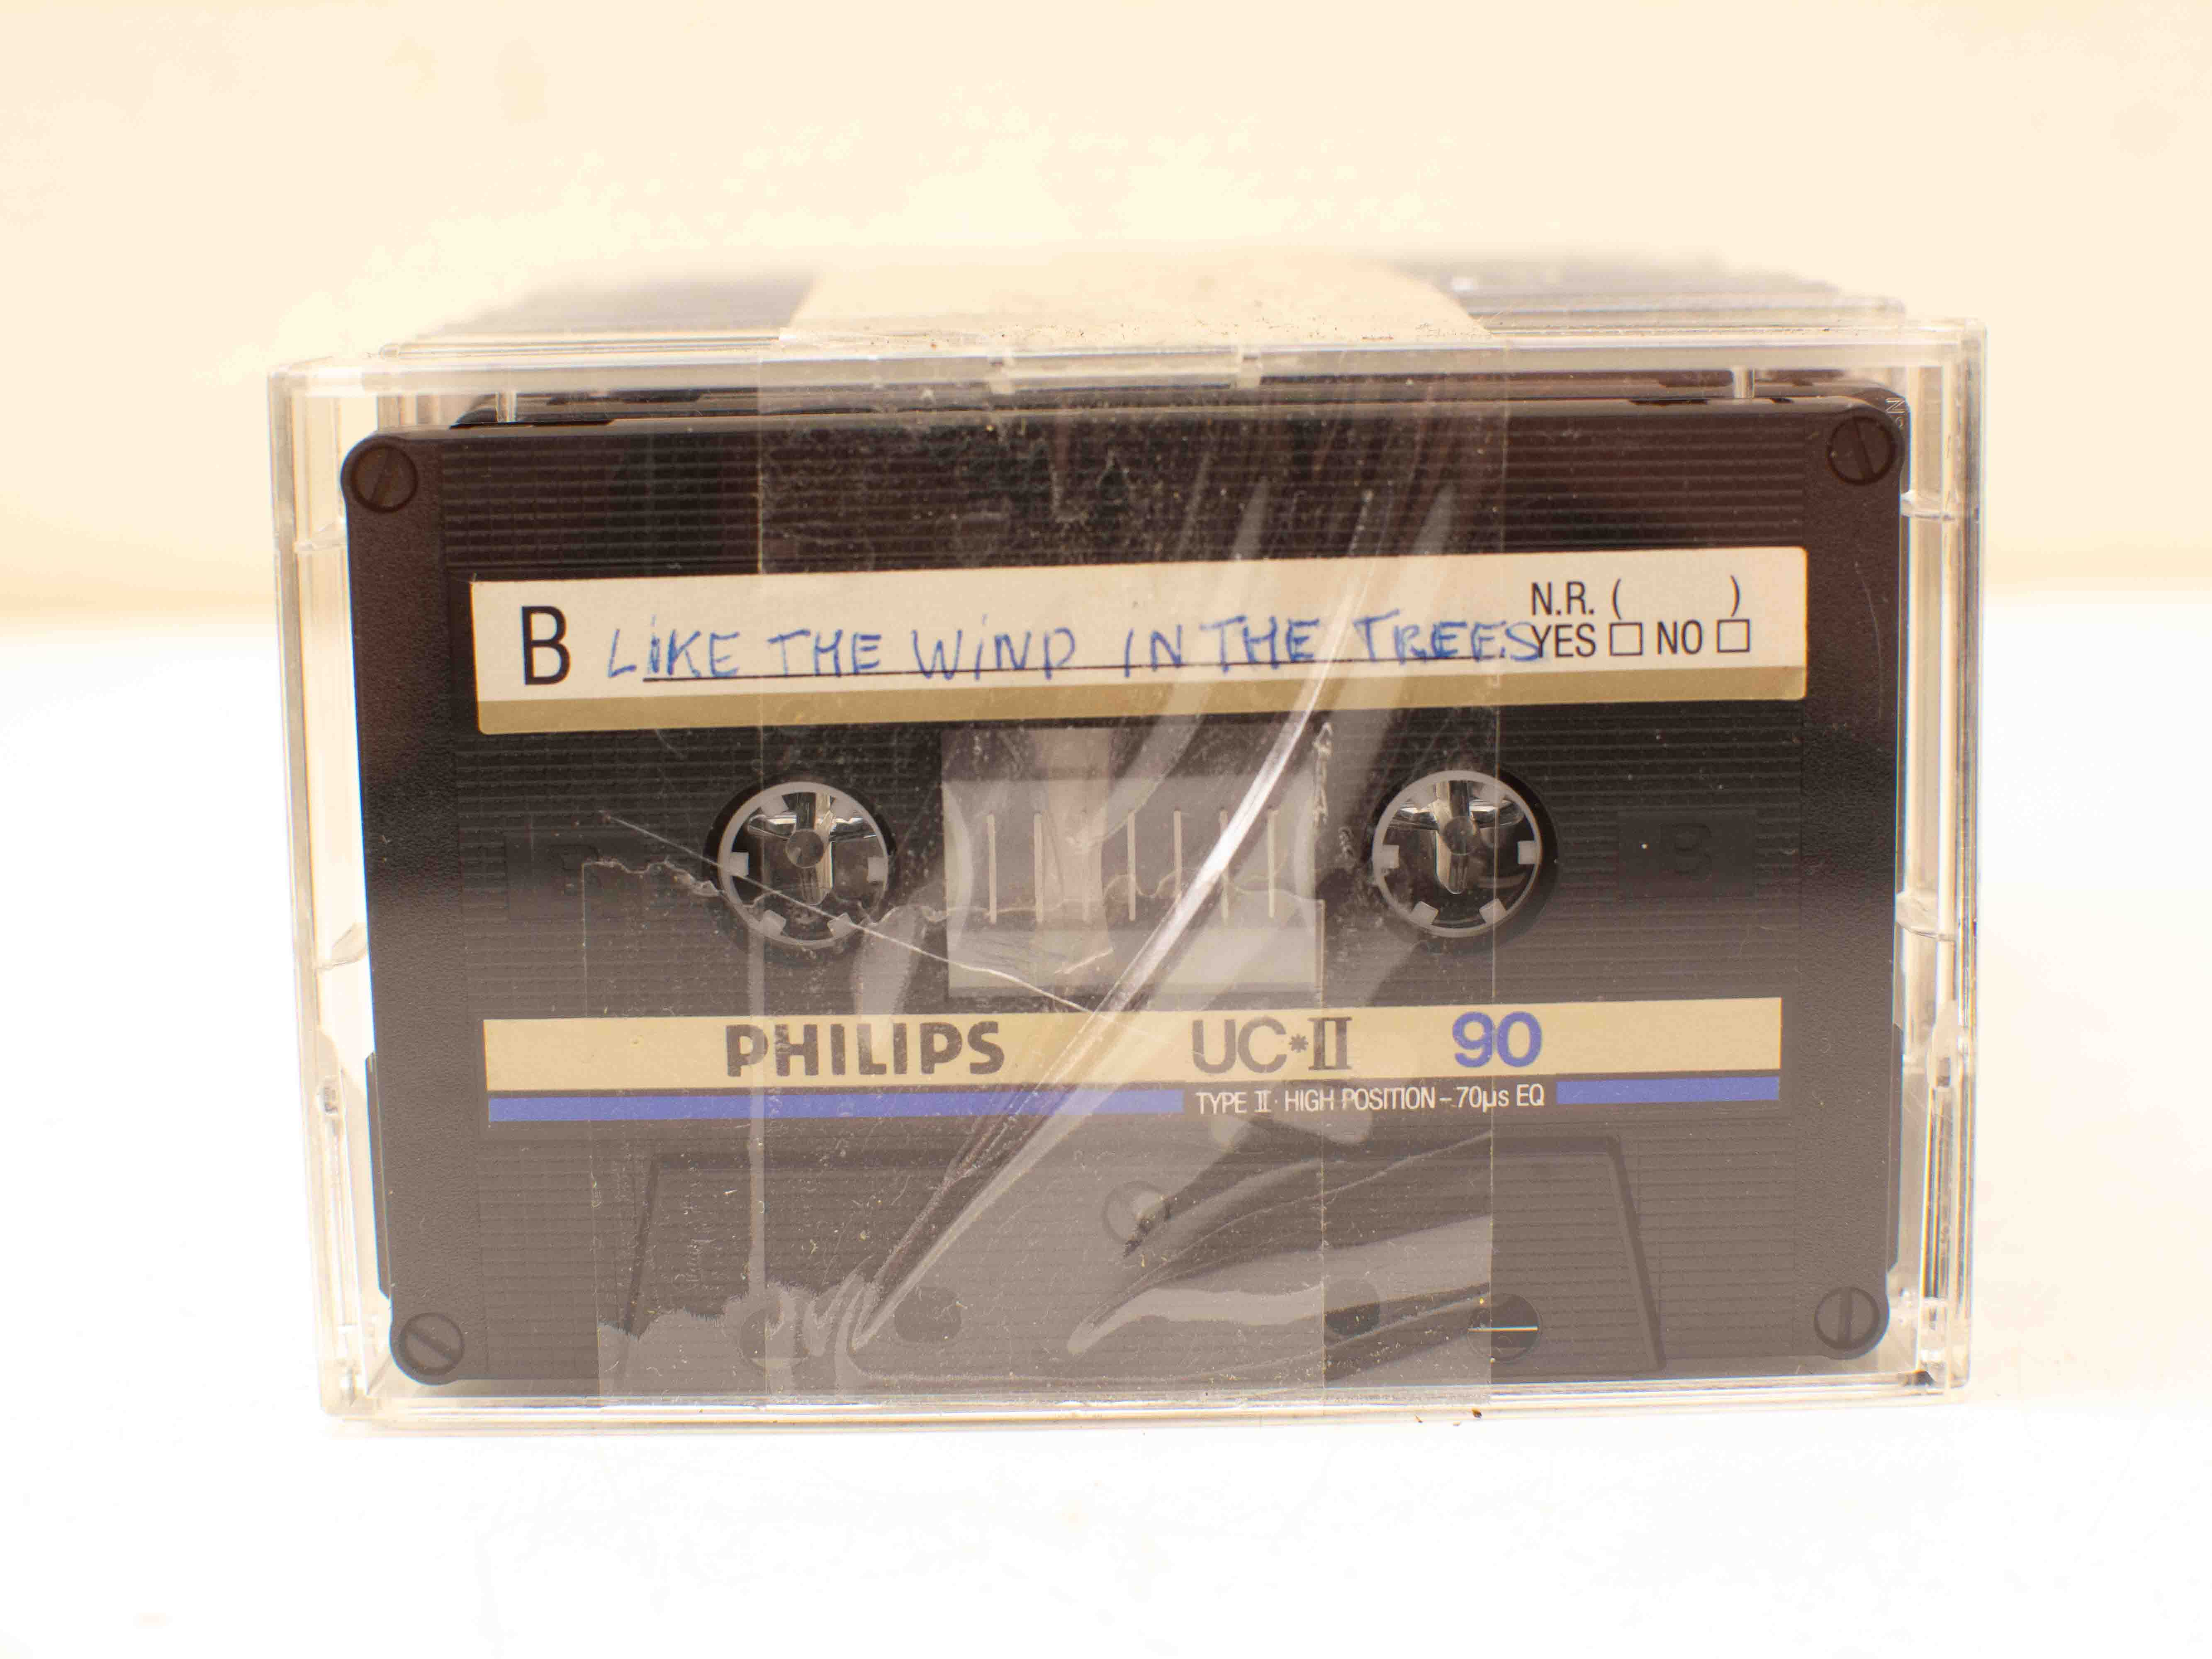 B LiKE THE WiND IN THE TREES
N.R. ( )
YES □ NO □
B
PHILIPS UC*II 90
TYPE II · HIGH POSITION – 70µs EQ